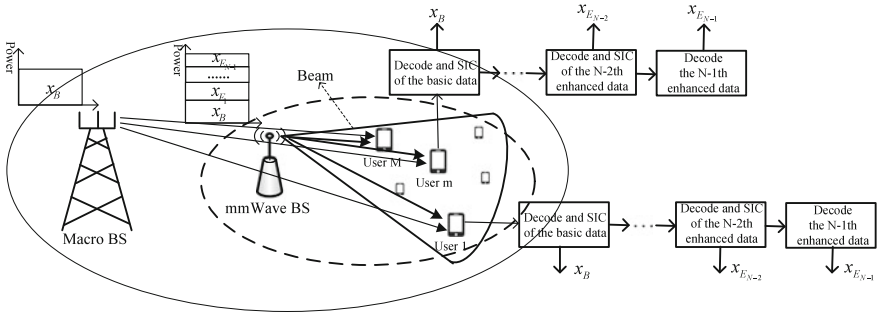 Power
x_B
Macro BS
Power
x_{E_{N-1}}
......
x_{E_1}
x_B
mmWave BS
Beam
User M
User m
User 1
x_B
Decode and SIC
of the basic data
x_{E_{N-2}}
Decode and SIC
of the N-2th
enhanced data
x_{E_{N-1}}
Decode
the N-1th
enhanced data
Decode and SIC
of the basic data
x_B
Decode and SIC
of the N-2th
enhanced data
x_{E_{N-2}}
Decode
the N-1th
enhanced data
x_{E_{N-1}}